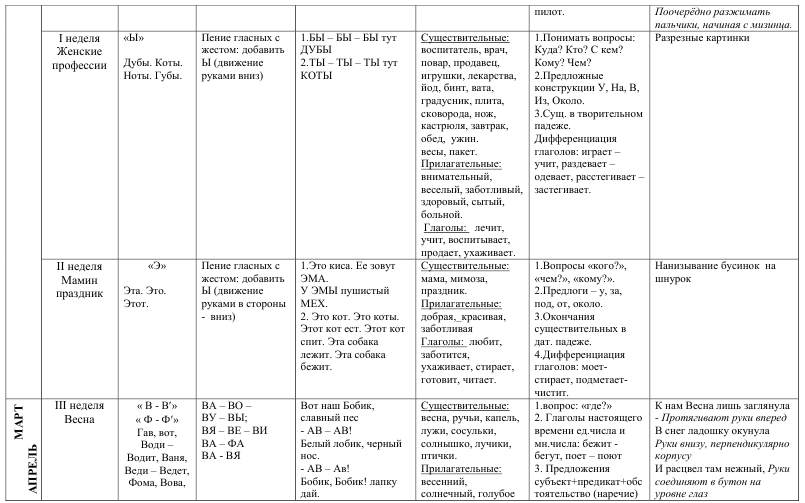 пилот.
Поочерёдно разжимать
пальчики, начиная с мизинца.
I неделя
Женские
профессии
«Ы»
Дубы. Коты.
Ноты. Губы.
Пение гласных с
жестом: добавить
Ы (движение
руками вниз)
1.БЫ – БЫ – БЫ тут
ДУБЫ
2.ТЫ – ТЫ – ТЫ тут
КОТЫ
Существительные:
воспитатель, врач,
повар, продавец,
игрушки, лекарства,
йод, бинт, вата,
градусник, плита,
сковорода, нож,
кастрюля, завтрак,
обед, ужин.
весы, пакет.
Прилагательные:
внимательный,
веселый, заботливый,
здоровый, сытый,
больной.
Глаголы: лечит,
учит, воспитывает,
продает, ухаживает.
1.Понимать вопросы:
Куда? Кто? С кем?
Кому? Чем?
2.Предложные
конструкции У, На, В,
Из, Около.
3.Сущ. в творительном
падеже.
Дифференциация
глаголов: играет –
учит, раздевает –
одевает, расстегивает –
застегивает.
Разрезные картинки
II неделя
Мамин
праздник
«Э»
Эта. Это.
Этот.
Пение гласных с
жестом: добавить
Ы (движение
руками в стороны
- вниз)
1.Это киса. Ее зовут
ЭМА.
У ЭМЫ пушистый
МЕХ.
2. Это кот. Это коты.
Этот кот ест. Этот кот
спит. Эта собака
лежит. Эта собака
бежит.
Существительные:
мама, мимоза,
праздник.
Прилагательные:
добрая, красивая,
заботливая
Глаголы: любит,
заботится,
ухаживает, стирает,
готовит, читает.
1.Вопросы «кого?»,
«чем?», «кому?».
2.Предлоги – у, за,
под, от, около.
3.Окончания
существительных в
дат. падеже.
4.Дифференциация
глаголов: моет-
стирает, подметает-
чистит.
Нанизывание бусинок на
шнурок
МАРТ
АПРЕЛЬ
III неделя
Весна
« В - В'»
« Ф - Ф'»
Гав, вот,
Води –
Водит, Ваня,
Веди – Ведет,
Фома, Вова,
ВА – ВО –
ВУ – ВЫ;
ВЯ – ВЕ – ВИ
ВА – ФА
ВА - ВЯ
Вот наш Бобик,
славный пес
- АВ – АВ!
Белый лобик, черный
нос.
- АВ – Ав!
Бобик, Бобик! лапку
дай.
Существительные:
весна, ручьи, капель,
лужи, сосульки,
солнышко, лучики,
птички.
Прилагательные:
весенний,
солнечный, голубое
1.вопрос: «где?»
2. Глаголы настоящего
времени ед.числа и
мн.числа: бежит -
бегут, поет – поют
3. Предложения
субъект+предикат+обс
тоятельство (наречие)
К нам Весна лишь заглянула
- Протягивают руки вперед
В снег ладошку окунула
Руки внизу, перпендикулярно
корпусу
И расцвел там нежный, Руки
соединяют в бутон на
уровне глаз